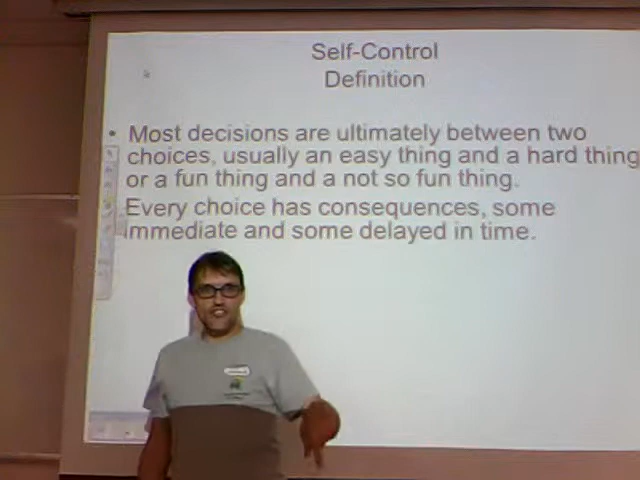 Self-Control
Definition
• Most decisions are ultimately between two
choices, usually an easy thing and a hard thing
or a fun thing and a not so fun thing.
Every choice has consequences, some
immediate and some delayed in time.